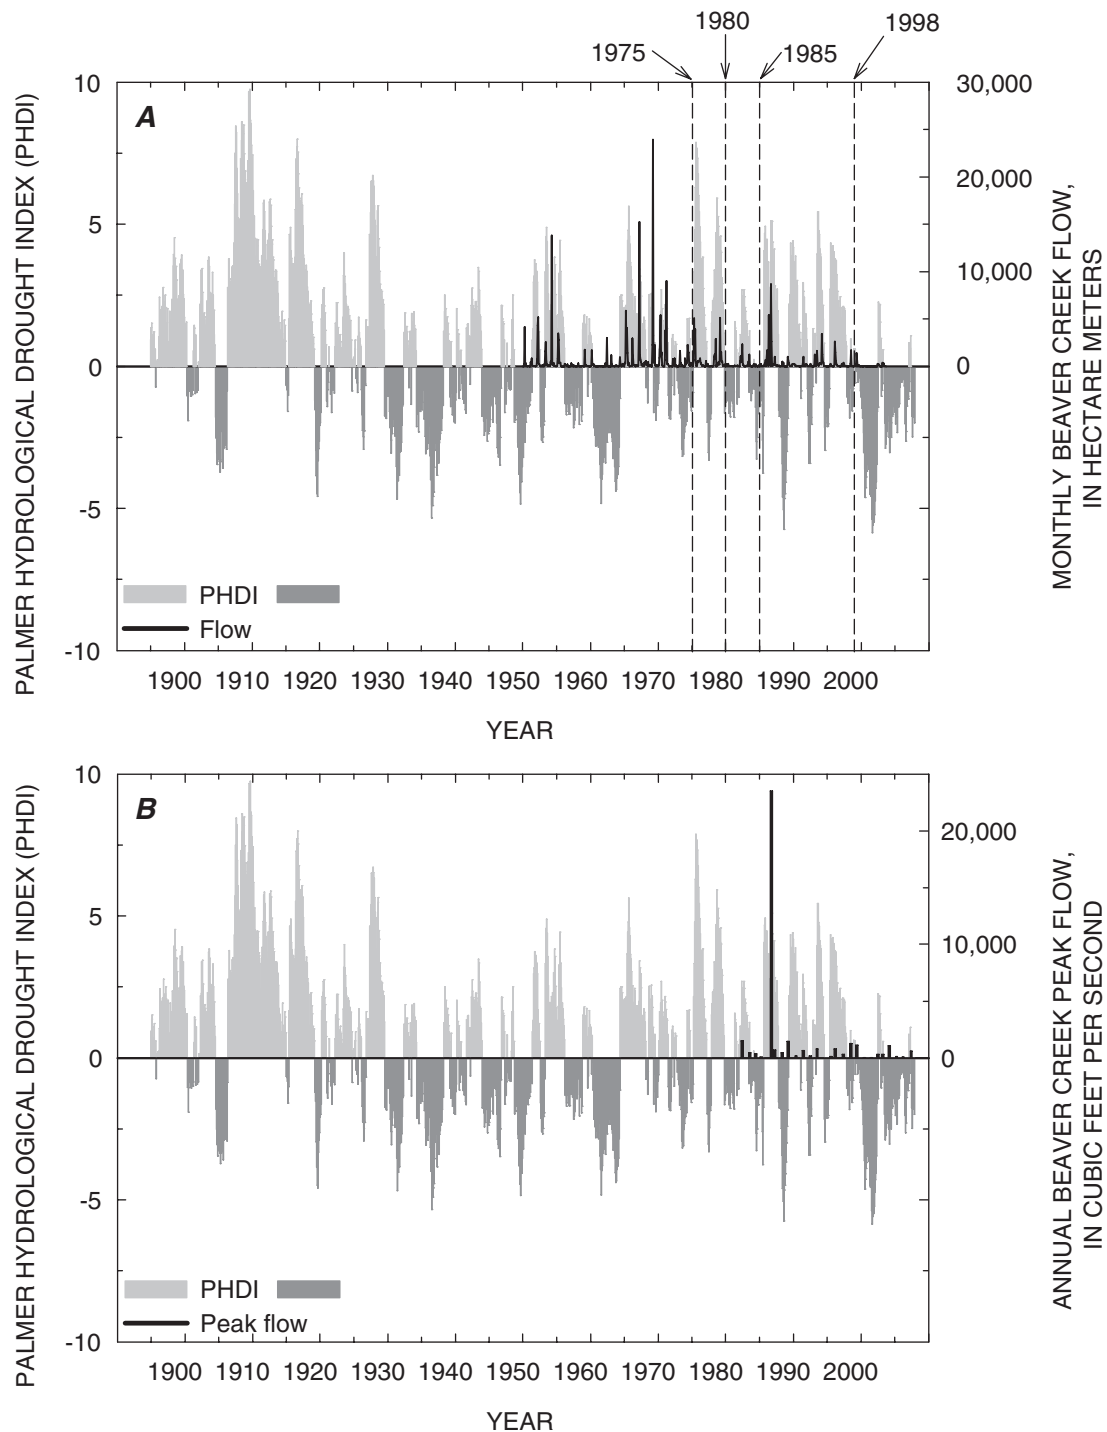 1980
1998
1975
1985
10
5
0
-5
-10
30,000
20,000
10,000
0
A
PALMER HYDROLOGICAL DROUGHT INDEX (PHDI)
MONTHLY BEAVER CREEK FLOW,
IN HECTARE METERS
PHDI
Flow
1900 1910 1920 1930 1940 1950 1960 1970 1980 1990 2000
YEAR
10
5
0
-5
-10
20,000
10,000
0
B
PALMER HYDROLOGICAL DROUGHT INDEX (PHDI)
ANNUAL BEAVER CREEK PEAK FLOW,
IN CUBIC FEET PER SECOND
PHDI
Peak flow
1900 1910 1920 1930 1940 1950 1960 1970 1980 1990 2000
YEAR